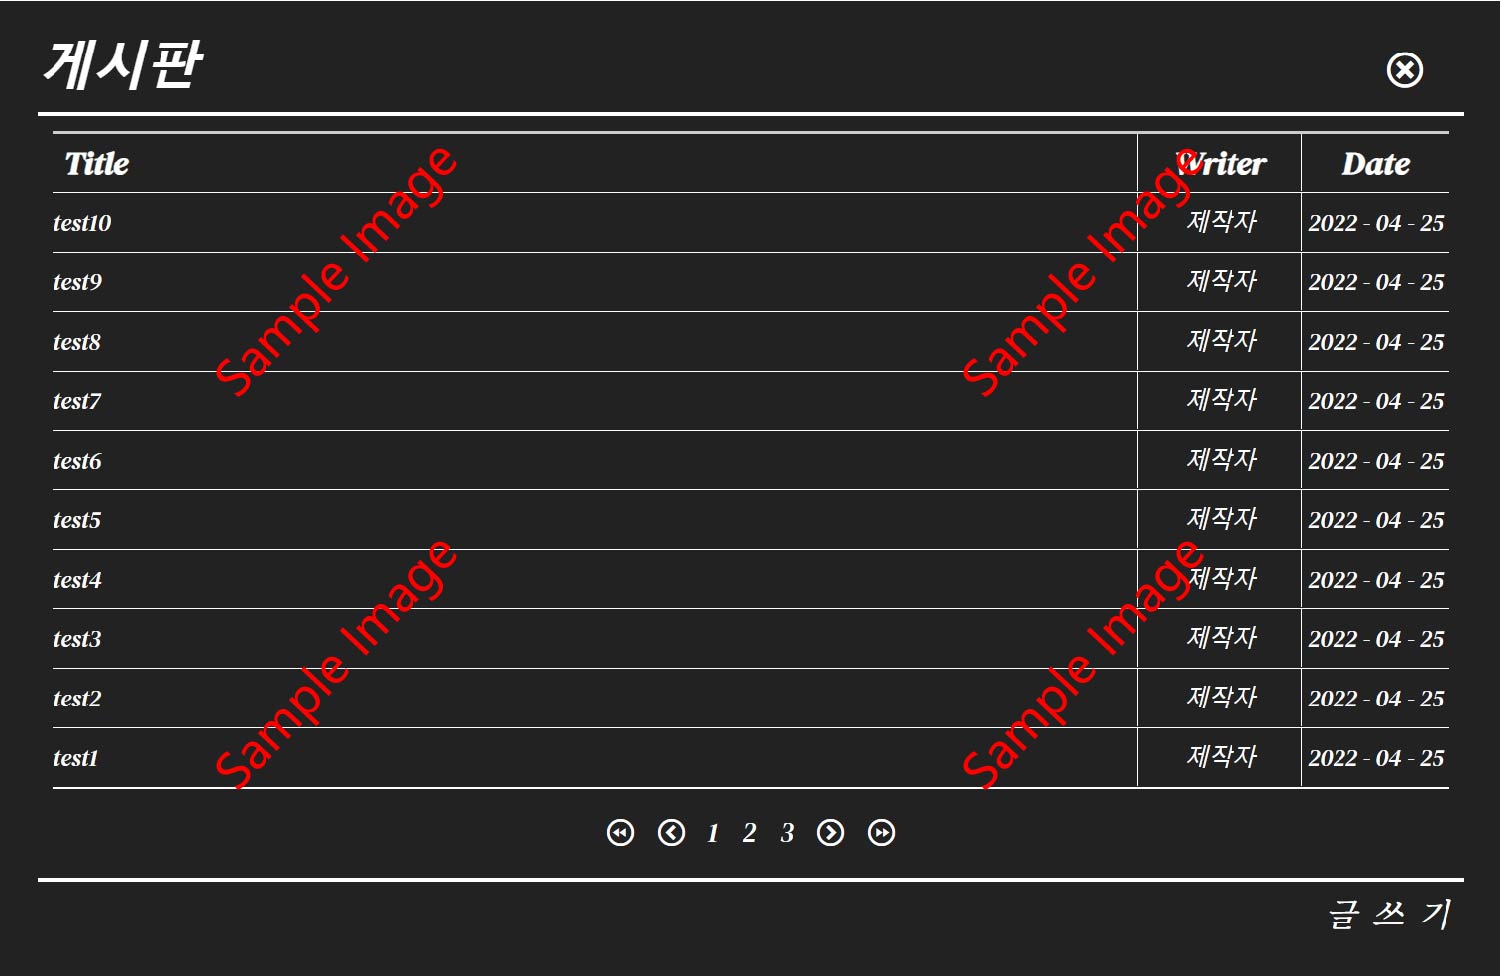 게시판
Title Writer Date
test10 제작자 2022 - 04 - 25
test9 제작자 2022 - 04 - 25
test8 제작자 2022 - 04 - 25
test7 제작자 2022 - 04 - 25
test6 제작자 2022 - 04 - 25
test5 제작자 2022 - 04 - 25
test4 제작자 2022 - 04 - 25
test3 제작자 2022 - 04 - 25
test2 제작자 2022 - 04 - 25
test1 제작자 2022 - 04 - 25
1 2 3
글 쓰 기
Sample Image
Sample Image
Sample Image
Sample Image